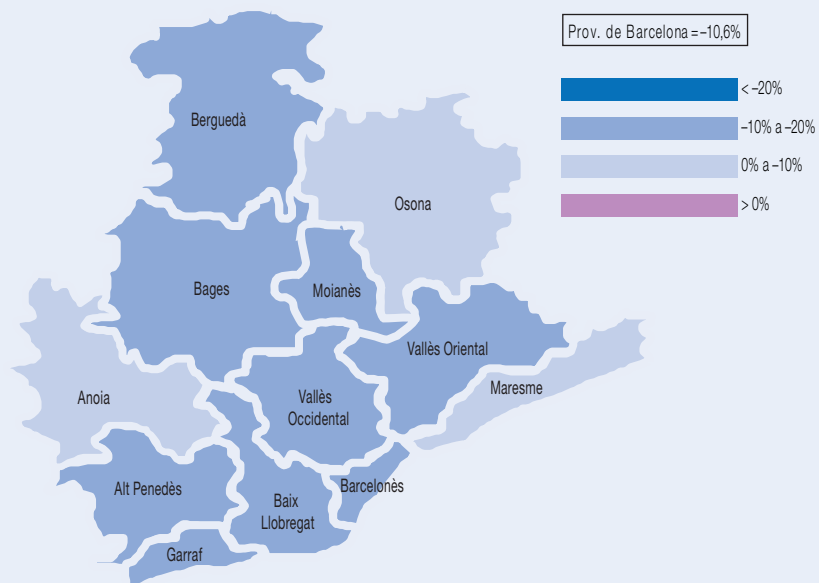 Prov. de Barcelona = –10,6%
< –20%
–10% a –20%
0% a –10%
> 0%
Berguedà
Osona
Bages
Moianès
Vallès Oriental
Maresme
Anoia
Vallès
Occidental
Alt Penedès
Barcelonès
Baix
Llobregat
Garraf